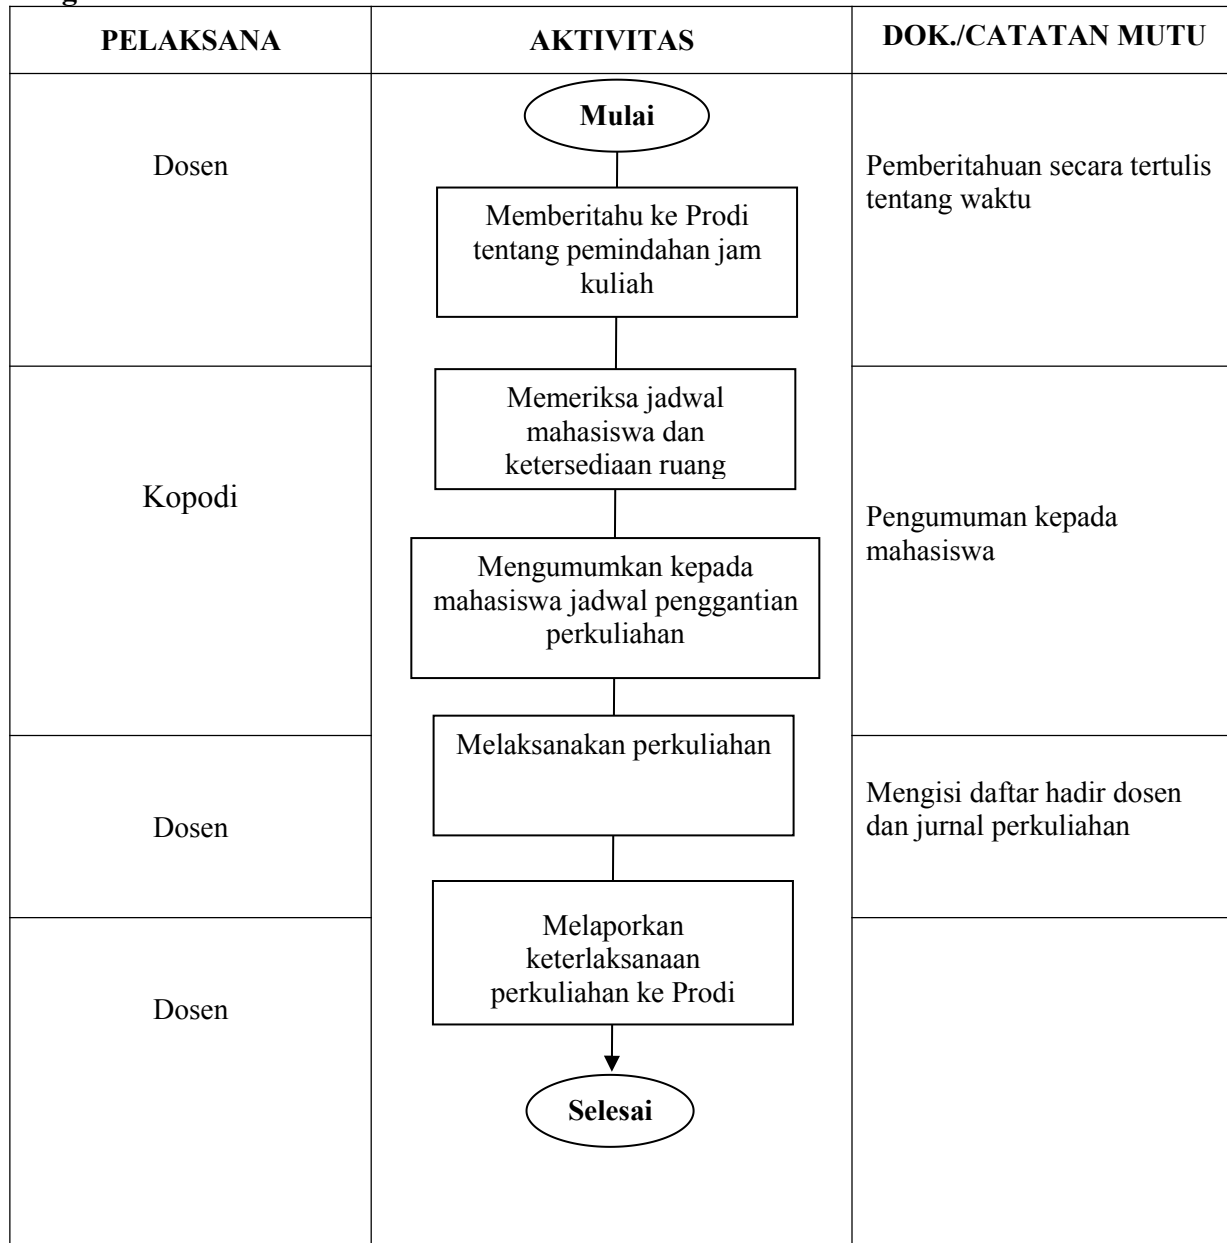 PELAKSANA
AKTIVITAS
DOK./CATATAN MUTU
Mulai
Dosen
Pemberitahuan secara tertulis
tentang waktu
Memberitahu ke Prodi
tentang pemindahan jam
kuliah
Memeriksa jadwal
mahasiswa dan
ketersediaan ruang
Kopodi
Pengumuman kepada
mahasiswa
Mengumumkan kepada
mahasiswa jadwal penggantian
perkuliahan
Melaksanakan perkuliahan
Dosen
Mengisi daftar hadir dosen
dan jurnal perkuliahan
Melaporkan
keterlaksanaan
perkuliahan ke Prodi
Dosen
Selesai